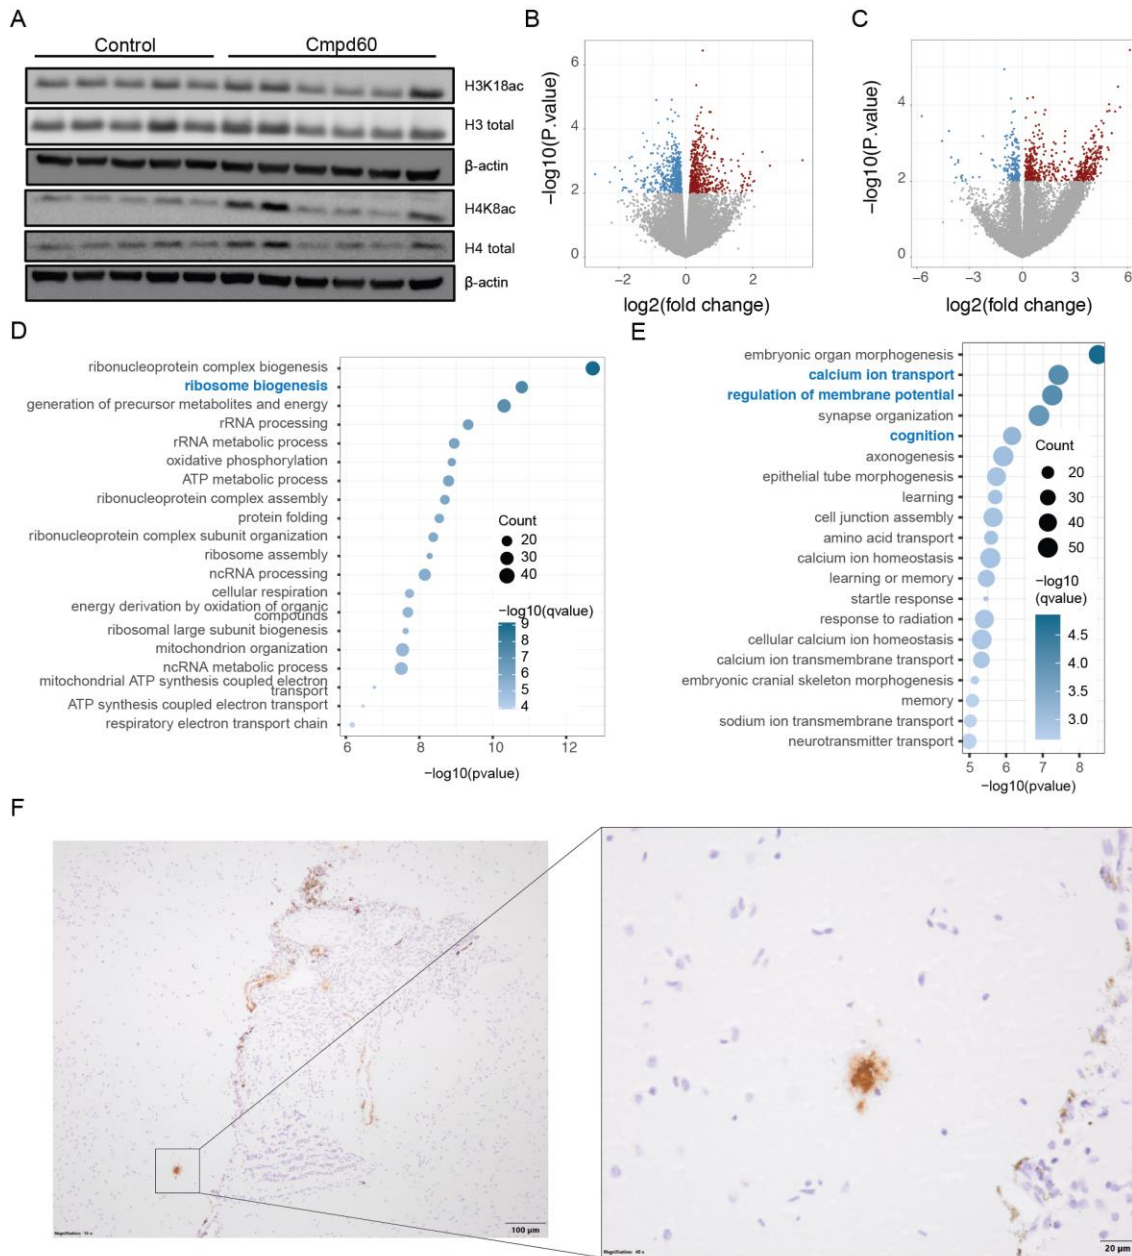 A
Control
Cmpd60
H3K18ac
H3 total
β-actin
H4K8ac
H4 total
β-actin
B
−log10(P.value)
6
4
2
0
−2
0
2
log2(fold change)
C
−log10(P.value)
4
2
0
−6
−3
0
3
6
log2(fold change)
D
ribonucleoprotein complex biogenesis
ribosome biogenesis
generation of precursor metabolites and energy
rRNA processing
rRNA metabolic process
oxidative phosphorylation
ATP metabolic process
ribonucleoprotein complex assembly
protein folding
ribonucleoprotein complex subunit organization
ribosome assembly
ncRNA processing
cellular respiration
energy derivation by oxidation of organic
compounds
ribosomal large subunit biogenesis
mitochondrion organization
ncRNA metabolic process
mitochondrial ATP synthesis coupled electron
transport
ATP synthesis coupled electron transport
respiratory electron transport chain
Count
20
30
40
−log10(qvalue)
9
8
7
6
5
4
6
8
10
12
−log10(pvalue)
E
embryonic organ morphogenesis
calcium ion transport
regulation of membrane potential
synapse organization
cognition
axonogenesis
epithelial tube morphogenesis
learning
cell junction assembly
amino acid transport
calcium ion homeostasis
learning or memory
startle response
response to radiation
cellular calcium ion homeostasis
calcium ion transmembrane transport
embryonic cranial skeleton morphogenesis
memory
sodium ion transmembrane transport
neurotransmitter transport
Count
20
30
40
50
−log10
(qvalue)
4.5
4.0
3.5
3.0
5
6
7
8
−log10(pvalue)
F
Magnification: 10 x
100 µm
Magnification: 40 x
20 µm